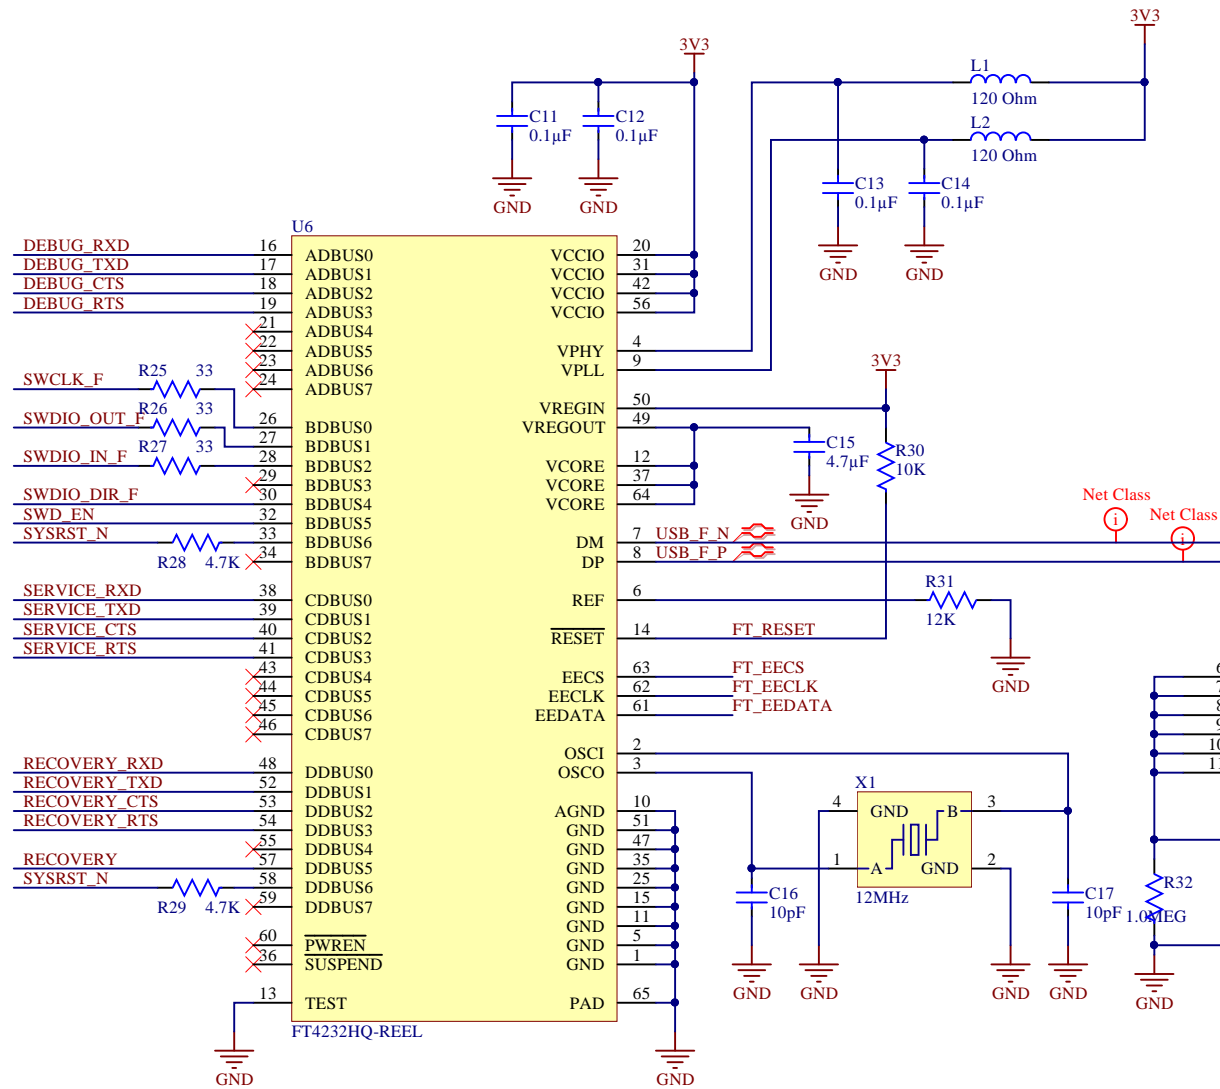 3V3
3V3
L1
120 Ohm
L2
120 Ohm
C11
0.1µF
C12
0.1µF
C13
0.1µF
C14
0.1µF
GND
GND
GND
GND
U6
DEBUG_RXD 16 ADBUS0 VCCIO 20
DEBUG_TXD 17 ADBUS1 VCCIO 31
DEBUG_CTS 18 ADBUS2 VCCIO 42
DEBUG_RTS 19 ADBUS3 VCCIO 56
21 ADBUS4
22 ADBUS5 VPHY 4
23 ADBUS6 VPLL 9
24 ADBUS7
3V3
SWCLK_F R25 33
VREGIN 50
SWDIO_OUT_F R26 33 26 BDBUS0 VREGOUT 49
27 BDBUS1
C15
4.7µF
R30
10K
SWDIO_IN_F R27 33 28 BDBUS2 VCORE 12
29 BDBUS3 VCORE 37
SWDIO_DIR_F 30 BDBUS4 VCORE 64
GND
SWD_EN 32 BDBUS5
Net Class
i
Net Class
i
SYSRST_N R28 4.7K 33 BDBUS6 DM 7 USB_F_N
34 BDBUS7 DP 8 USB_F_P
SERVICE_RXD 38 CDBUS0 REF 6
R31
12K
SERVICE_TXD 39 CDBUS1
SERVICE_CTS 40 CDBUS2 RESET 14 FT_RESET
SERVICE_RTS 41 CDBUS3
GND
43 CDBUS4 EECS 63 FT_EECS
44 CDBUS5 EECLK 62 FT_EECLK
45 CDBUS6 EEDATA 61 FT_EEDATA
46 CDBUS7
6
7
8
9
10
11
OSCI 2
RECOVERY_RXD 48 DDBUS0 OSCO 3
RECOVERY_TXD 52 DDBUS1
RECOVERY_CTS 53 DDBUS2 AGND 10
RECOVERY_RTS 54 DDBUS3 GND 51
55 DDBUS4 GND 47
RECOVERY 57 DDBUS5 GND 35
SYSRST_N R29 4.7K 58 DDBUS6 GND 25
59 DDBUS7 GND 15
GND 11
60 PWREN GND 5
36 SUSPEND GND 1
13 TEST PAD 65
FT4232HQ-REEL
X1
4 GND B 3
1 A GND 2
12MHz
C16
10pF
C17
10pF
R32
1.0MEG
GND
GND
GND
GND
GND
GND
GND